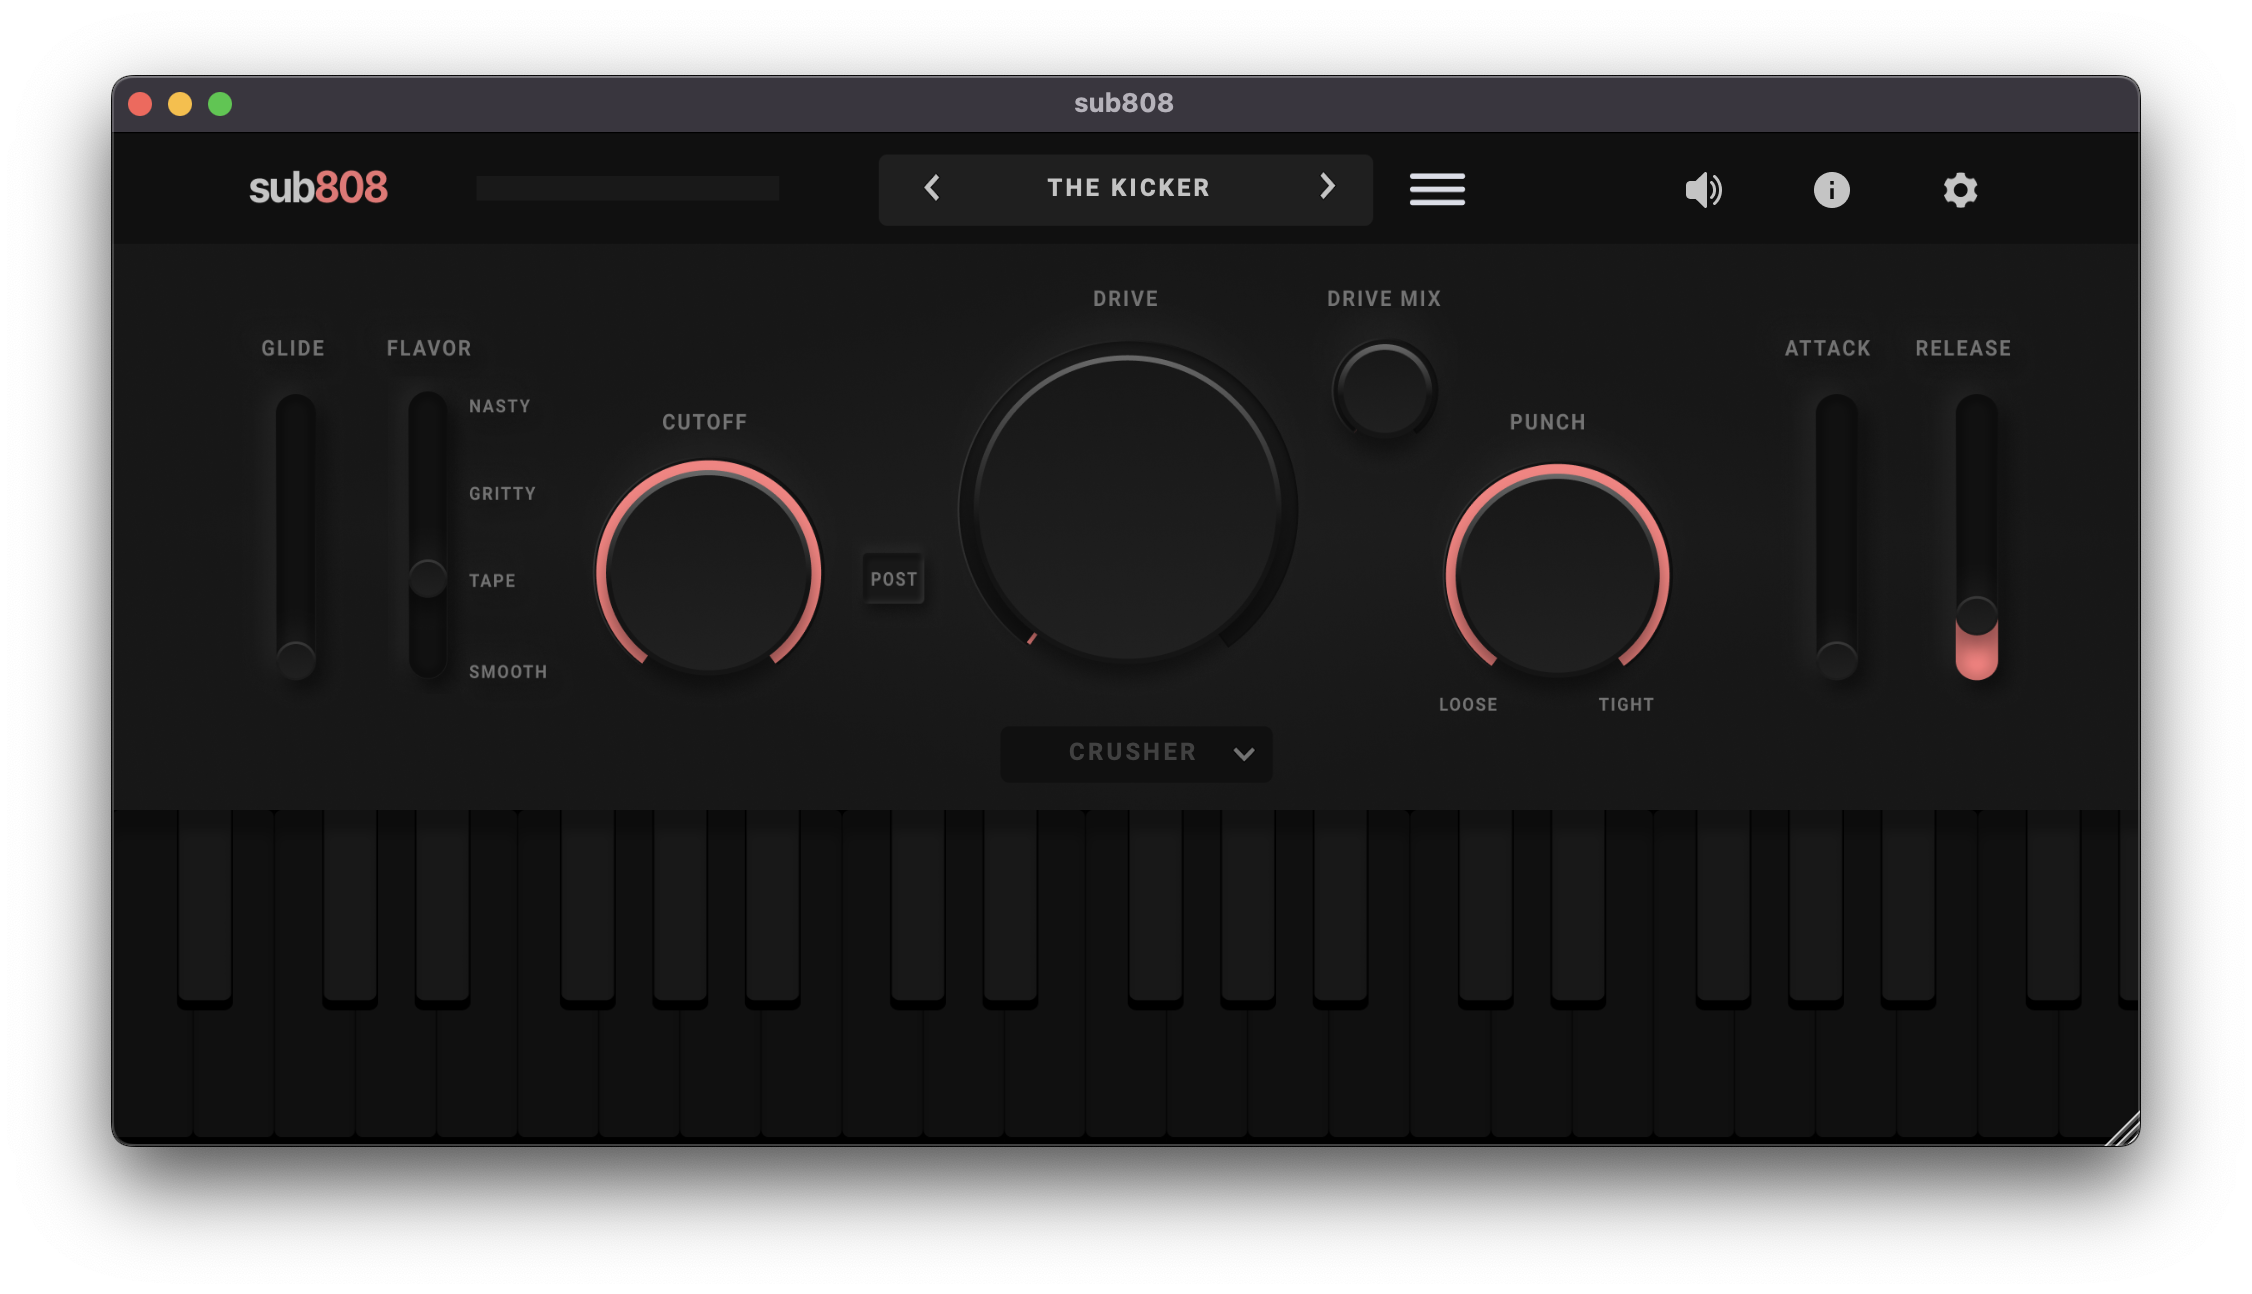 sub808
sub808
THE KICKER
DRIVE
DRIVE MIX
GLIDE
FLAVOR
ATTACK
RELEASE
NASTY
CUTOFF
PUNCH
GRITTY
POST
TAPE
SMOOTH
LOOSE
TIGHT
CRUSHER